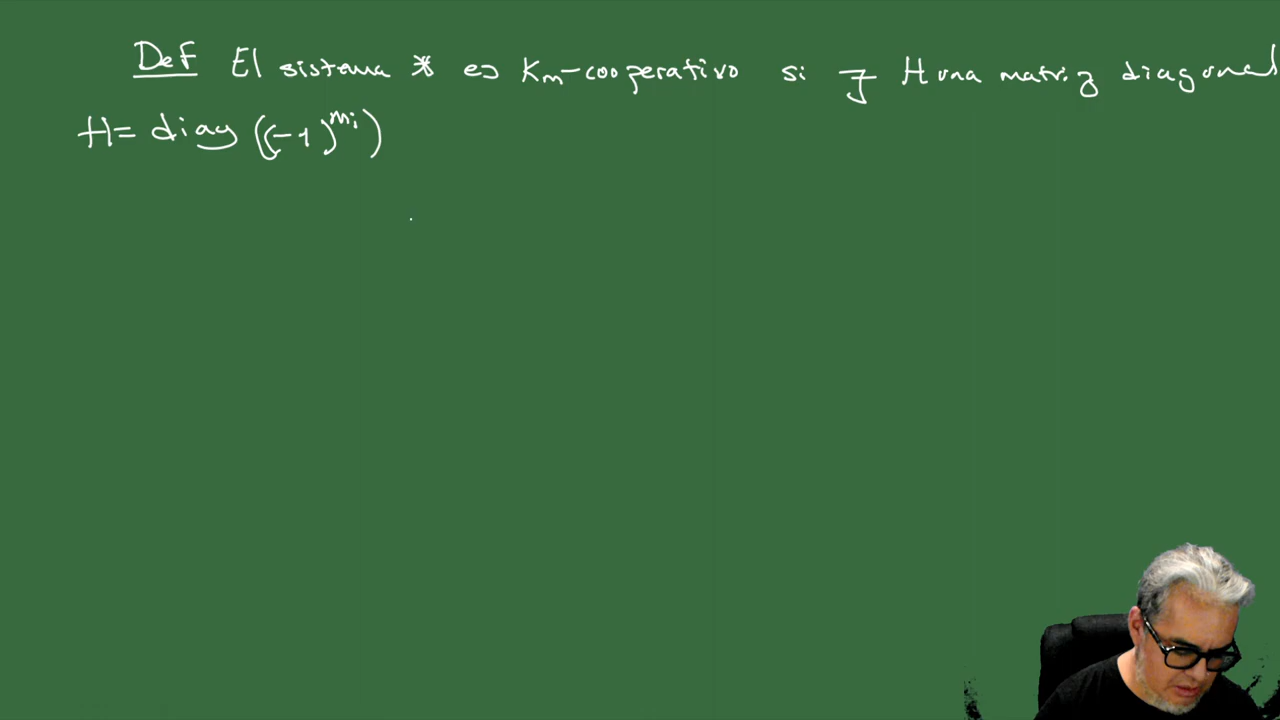 Def El sistema * es Km-cooperativo si ∃ H una matriz diagonal
H = diag ((-1)^mi)